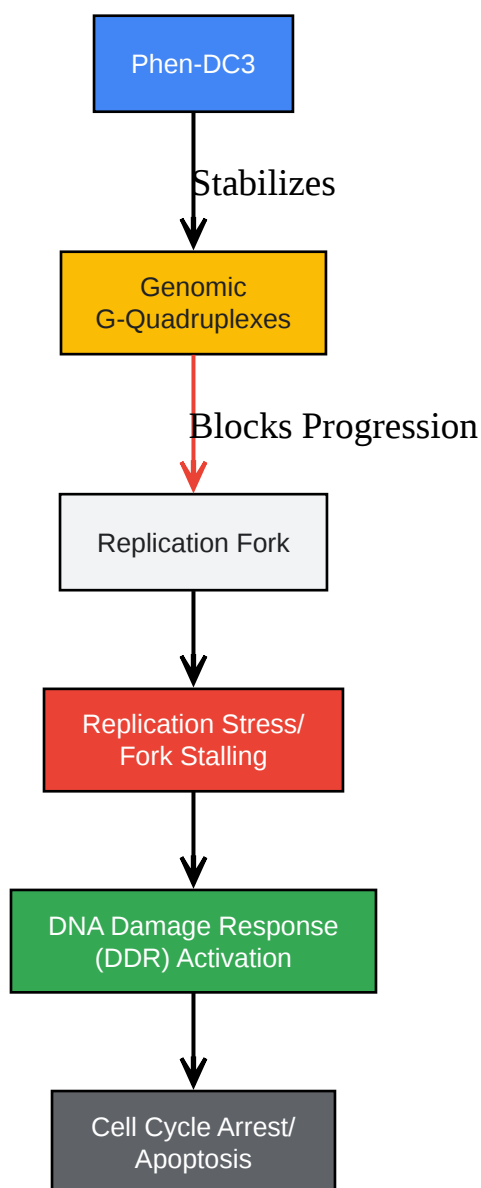 Phen-DC3
Stabilizes
Genomic
G-Quadruplexes
Blocks Progression
Replication Fork
Replication Stress/
Fork Stalling
DNA Damage Response
(DDR) Activation
Cell Cycle Arrest/
Apoptosis